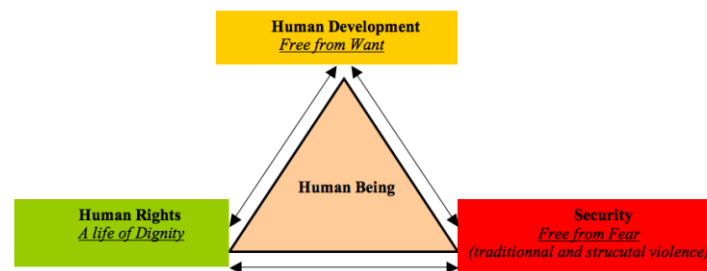 Human Development
Free from Want
Human Being
Human Rights
A life of Dignity
Security
Free from Fear
(traditionnal and strucutal violence)